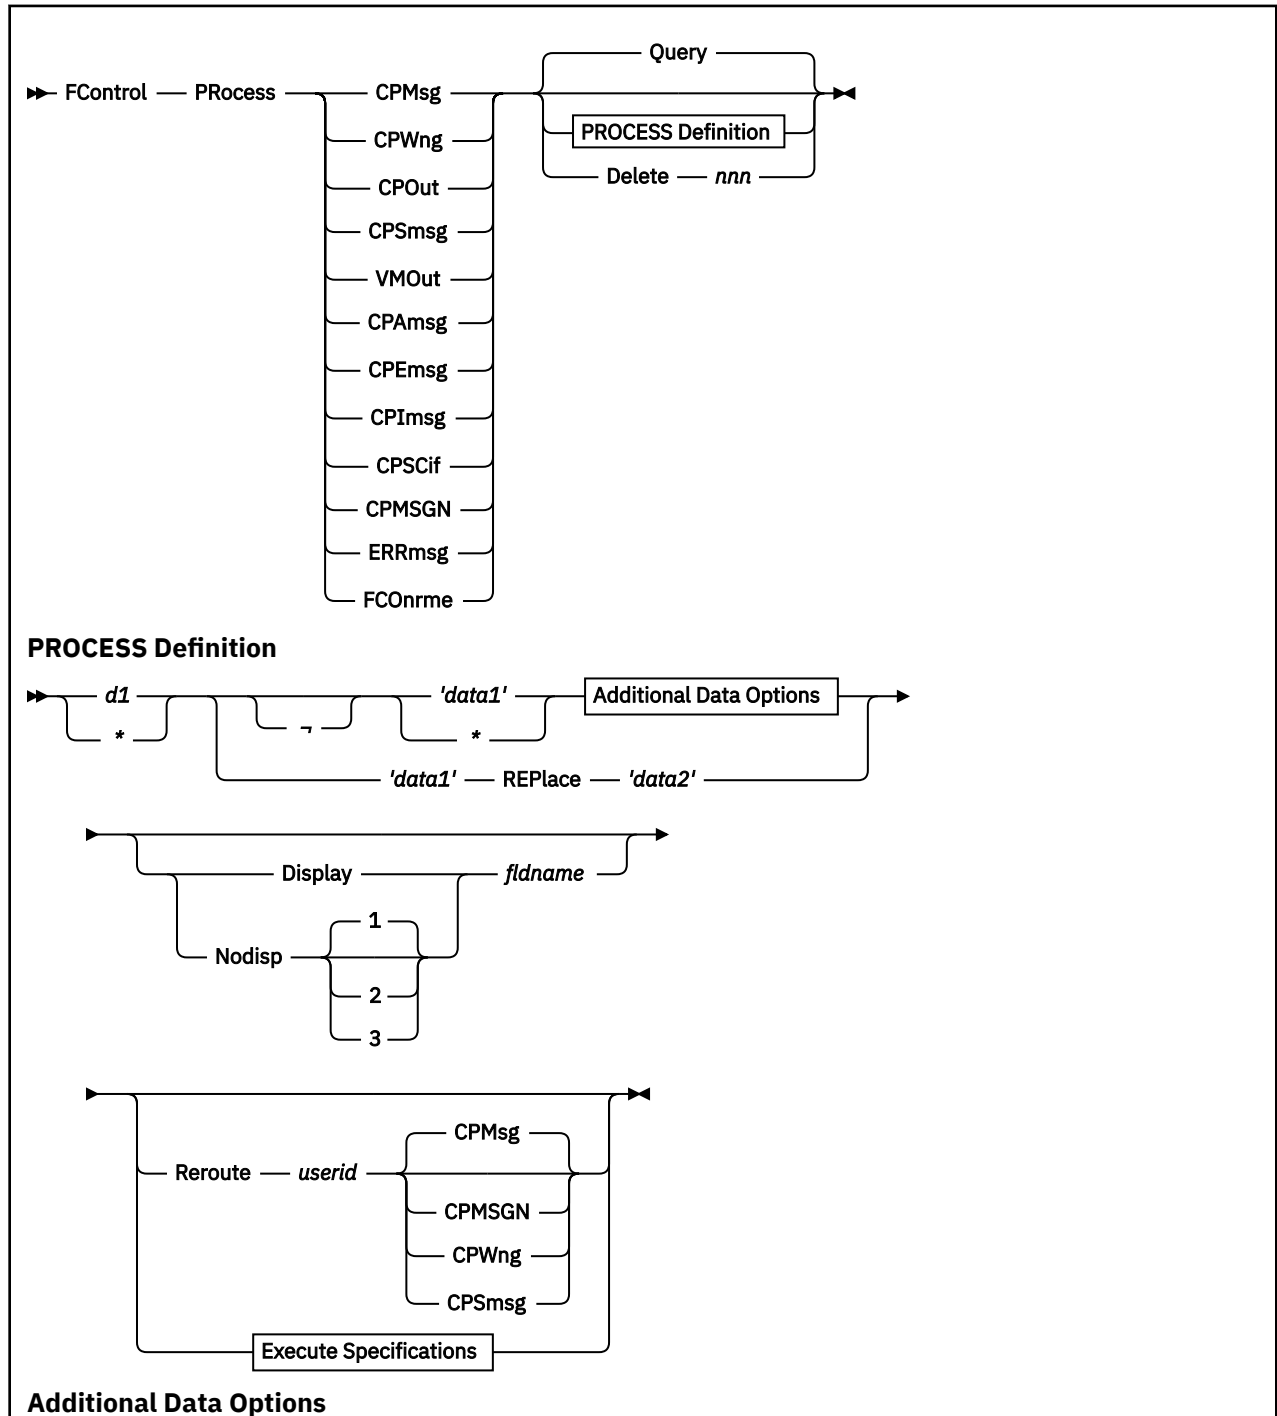 Query
FControl PRocess CPMsg
PROCESS Definition
CPWng
Delete nnn
CPOut
CPSmsg
VMOut
CPAmsg
CPEmsg
CPImsg
CPSCif
CPMSGN
ERRmsg
FCOnrme
PROCESS Definition
d1 'data1' Additional Data Options
* ¬ *
'data1' REPlace 'data2'
Display fldname
1
Nodisp
2
3
CPMsg
Reroute userid
CPMSGN
CPWng
CPSmsg
Execute Specifications
Additional Data Options